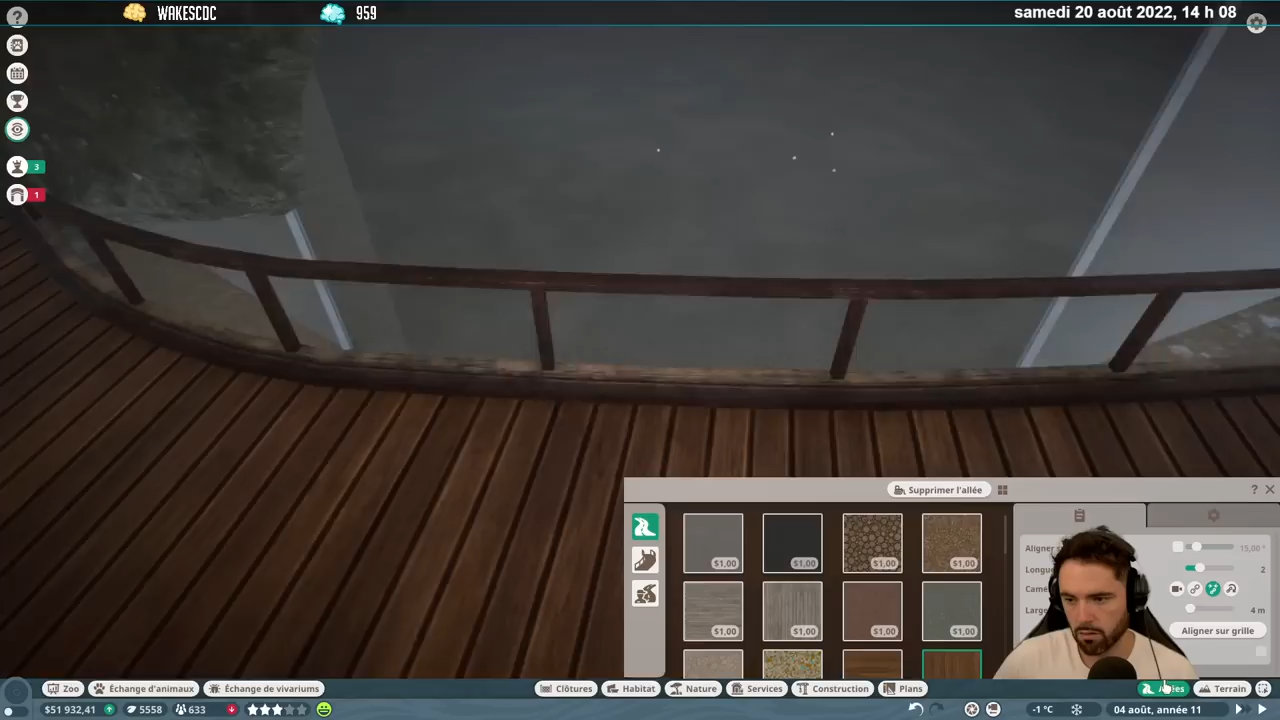 WAKESCDC
959
samedi 20 août 2022, 14 h 08
3
1
Supprimer l'allée
?
$1,00
$1,00
$1,00
$1,00
$1,00
$1,00
$1,00
$1,00
Aligner
15,00 °
2
4 m
Aligner sur grille
Zoo
Échange d'animaux
Échange de vivariums
Clôtures
Habitat
Nature
Services
Construction
Plans
Terrain
$51 932,41
5558
633
-1 °C
04 août, année 11